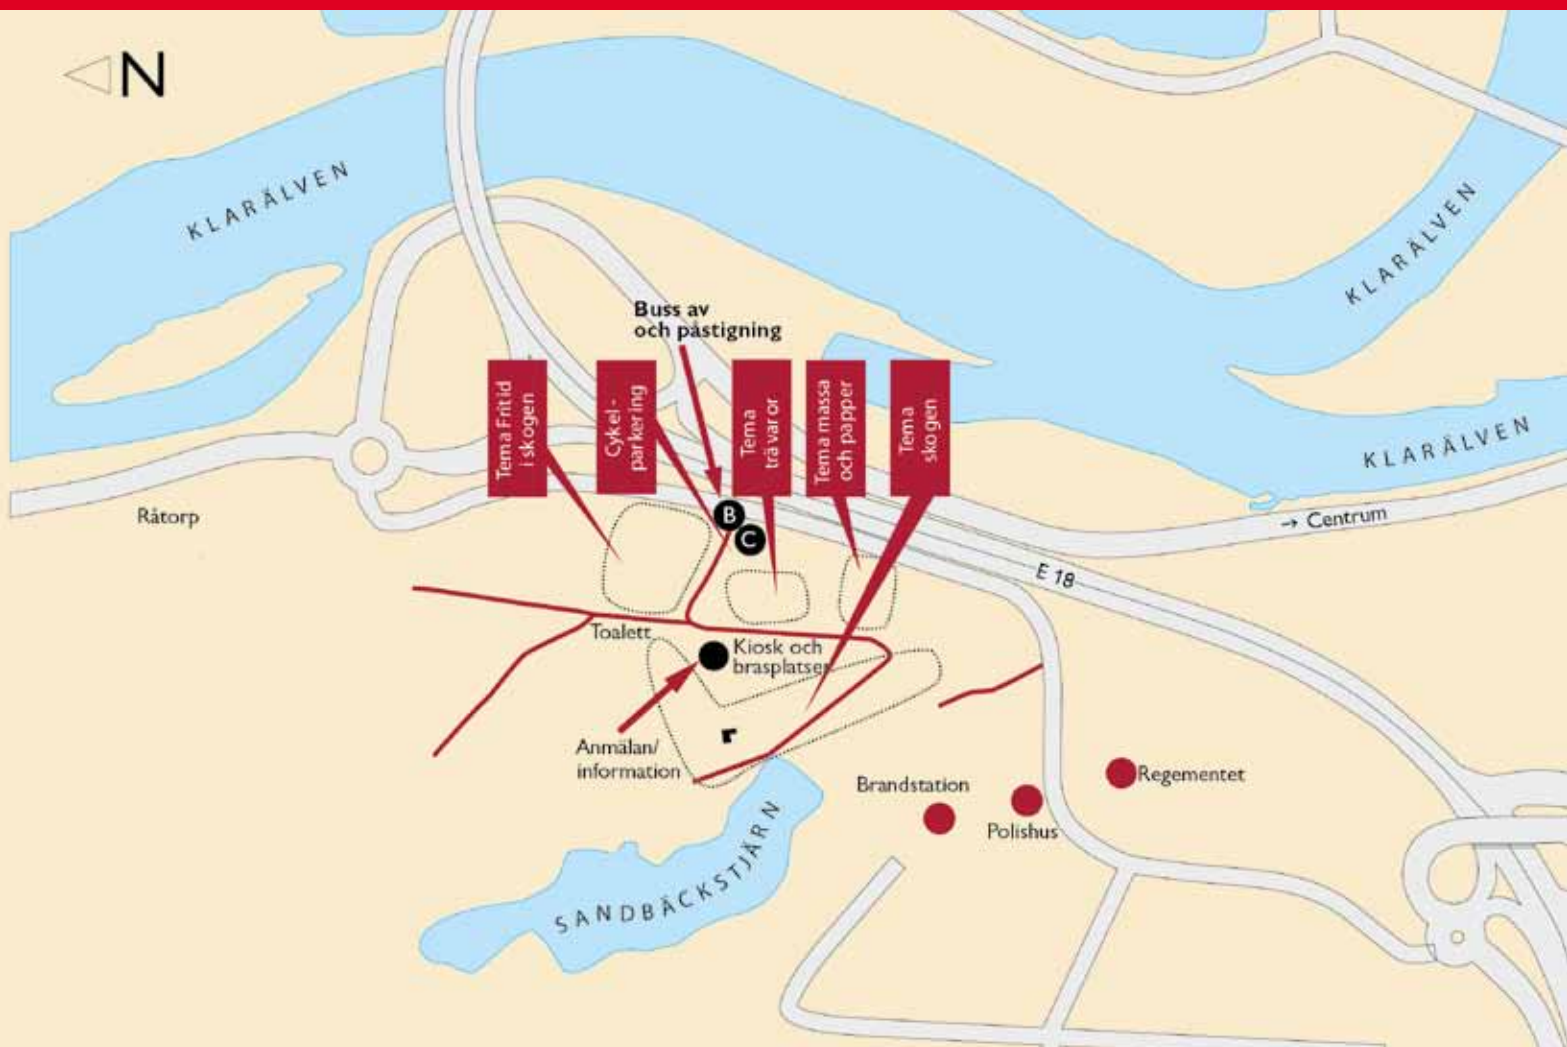 N
KLARÄLVEN
KLARÄLVEN
KLARÄLVEN
Buss av
och påstigning
Tema Fritid
i skogen
Cykel-
parkering
Tema
trävaror
Tema massa
och papper
Tema
skogen
B
C
Råtorp
→ Centrum
E 18
Toalett
Kiosk och
brasplatser
Anmälan/
information
Brandstation
Polishus
Regementet
SANDBÄCKSTJÄRN